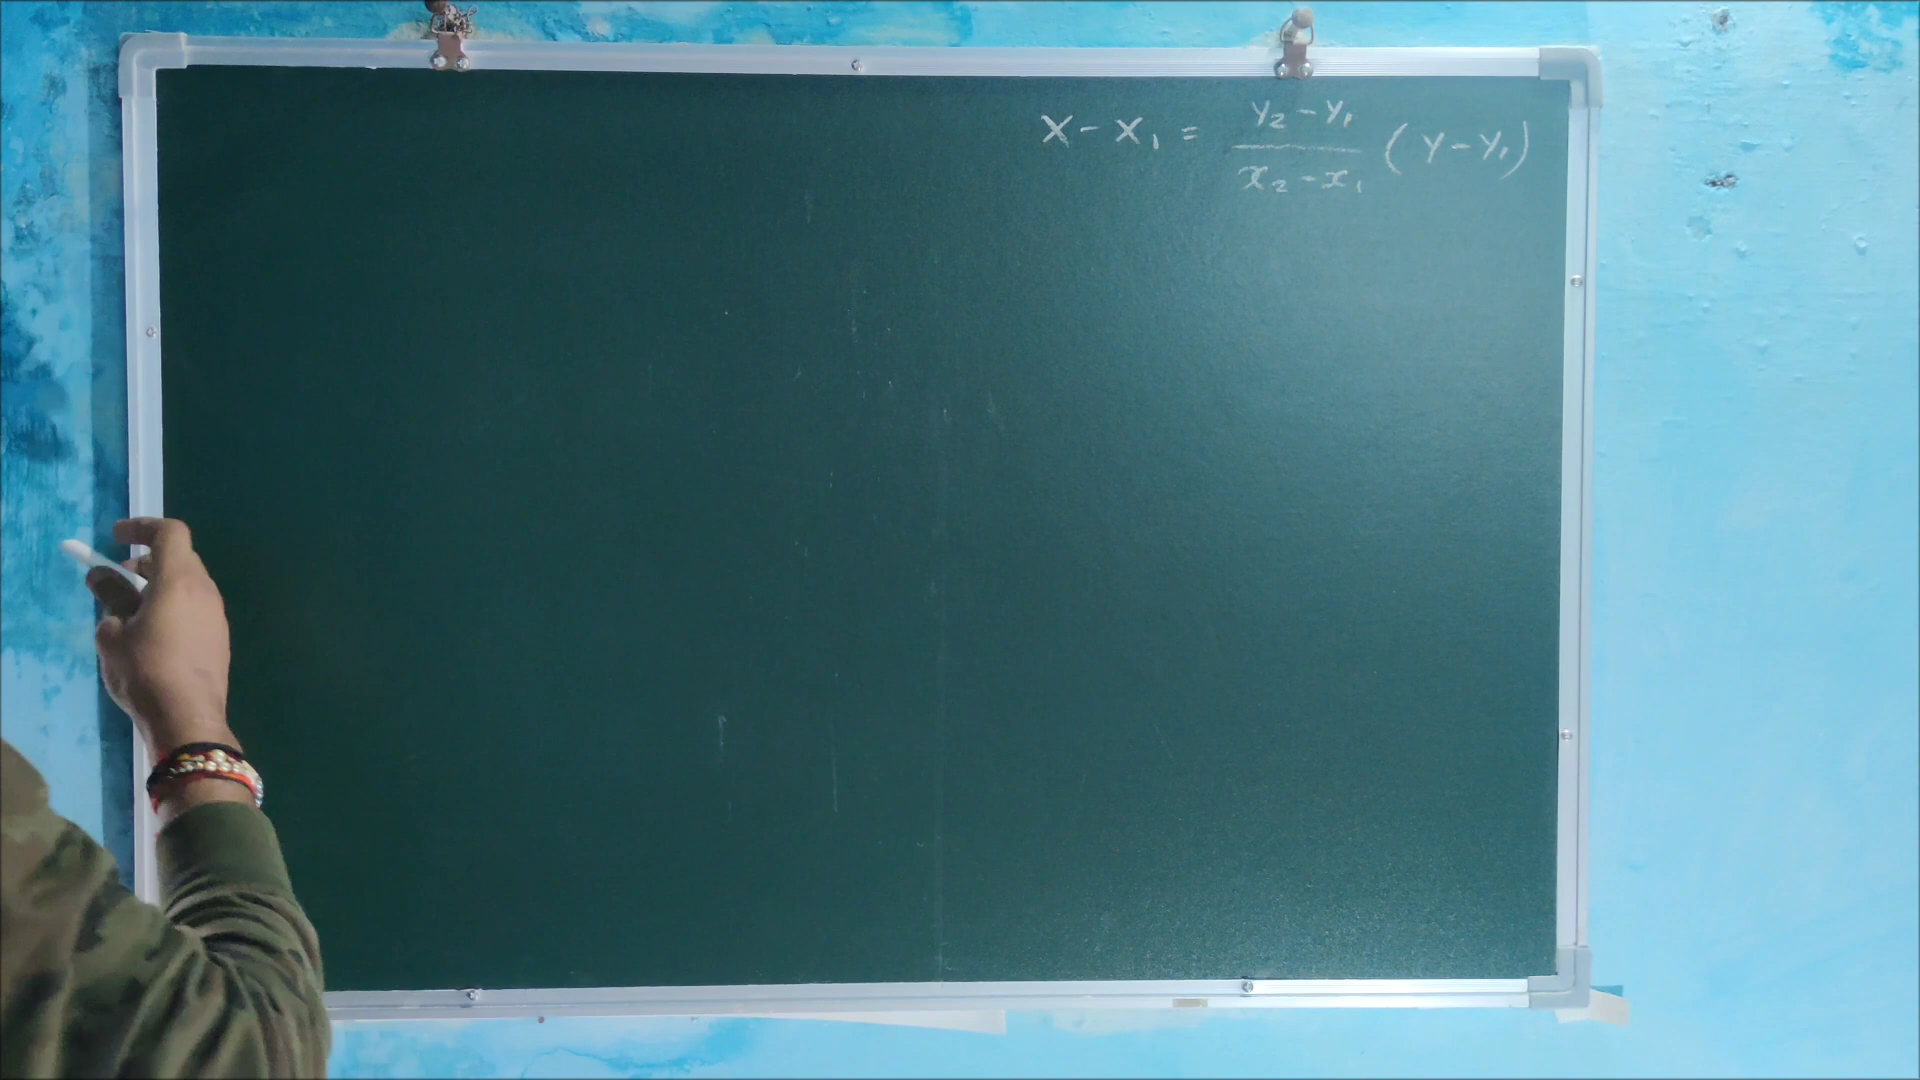 X - X₁ = y₂ - y₁ / x₂ - x₁ (y - y₁)